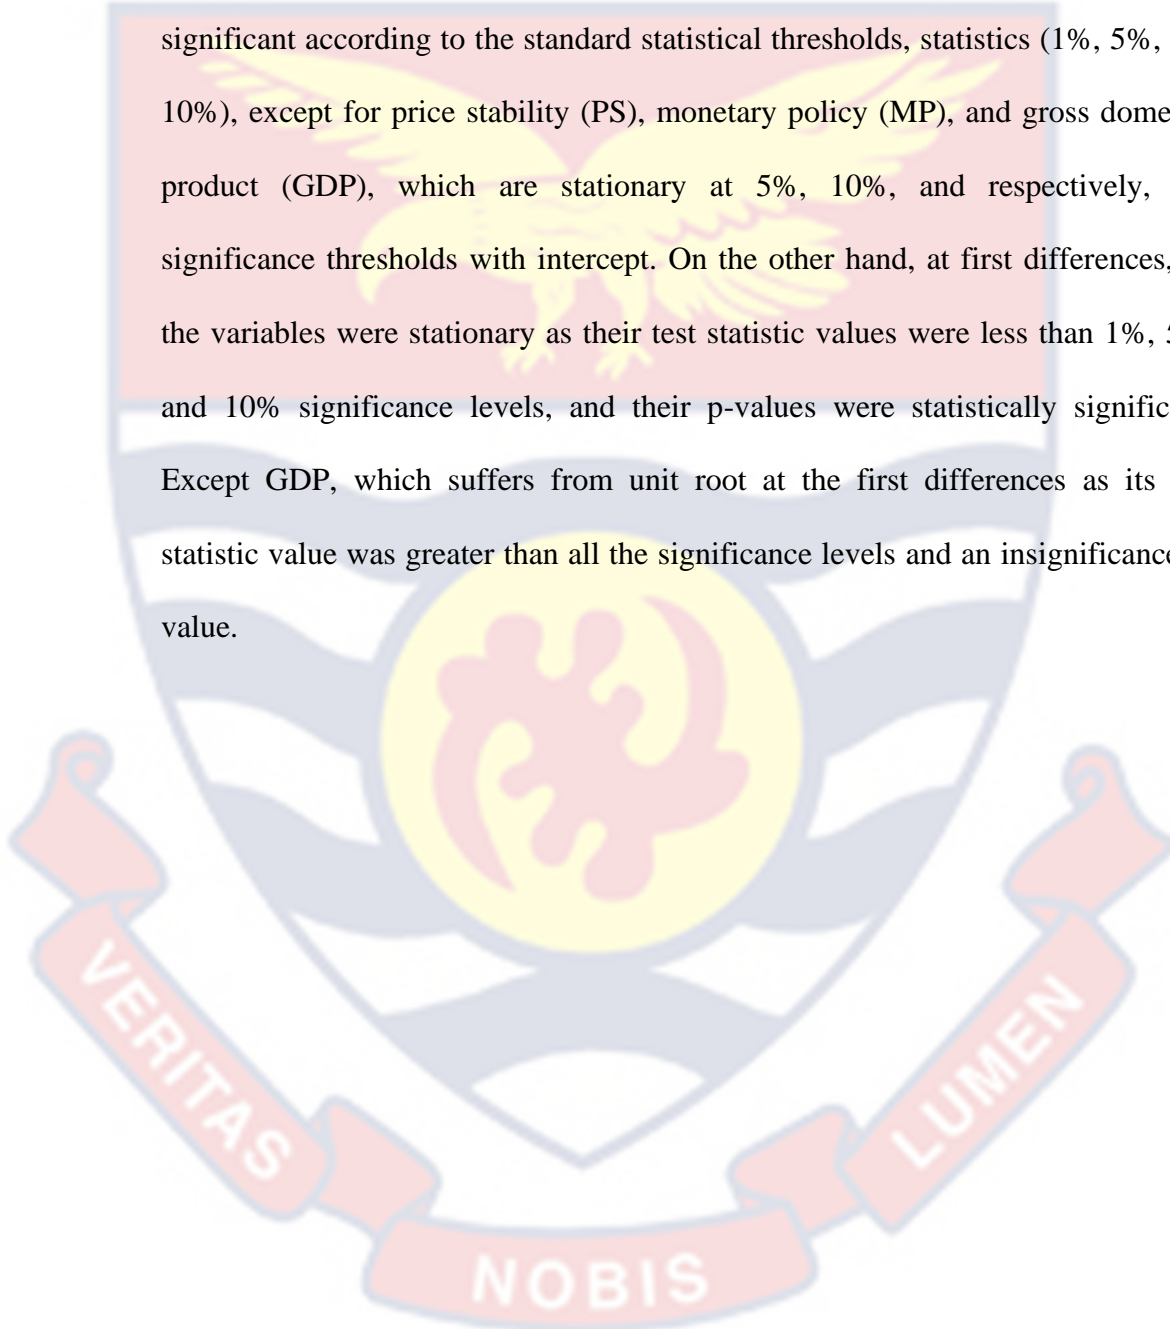 significant according to the standard statistical thresholds, statistics (1%, 5%,
10%), except for price stability (PS), monetary policy (MP), and gross dome
product (GDP), which are stationary at 5%, 10%, and respectively,
significance thresholds with intercept. On the other hand, at first differences,
the variables were stationary as their test statistic values were less than 1%, 5
and 10% significance levels, and their p-values were statistically signific
Except GDP, which suffers from unit root at the first differences as its
statistic value was greater than all the significance levels and an insignificance
value.
VERITAS
NOBIS
LUMEN